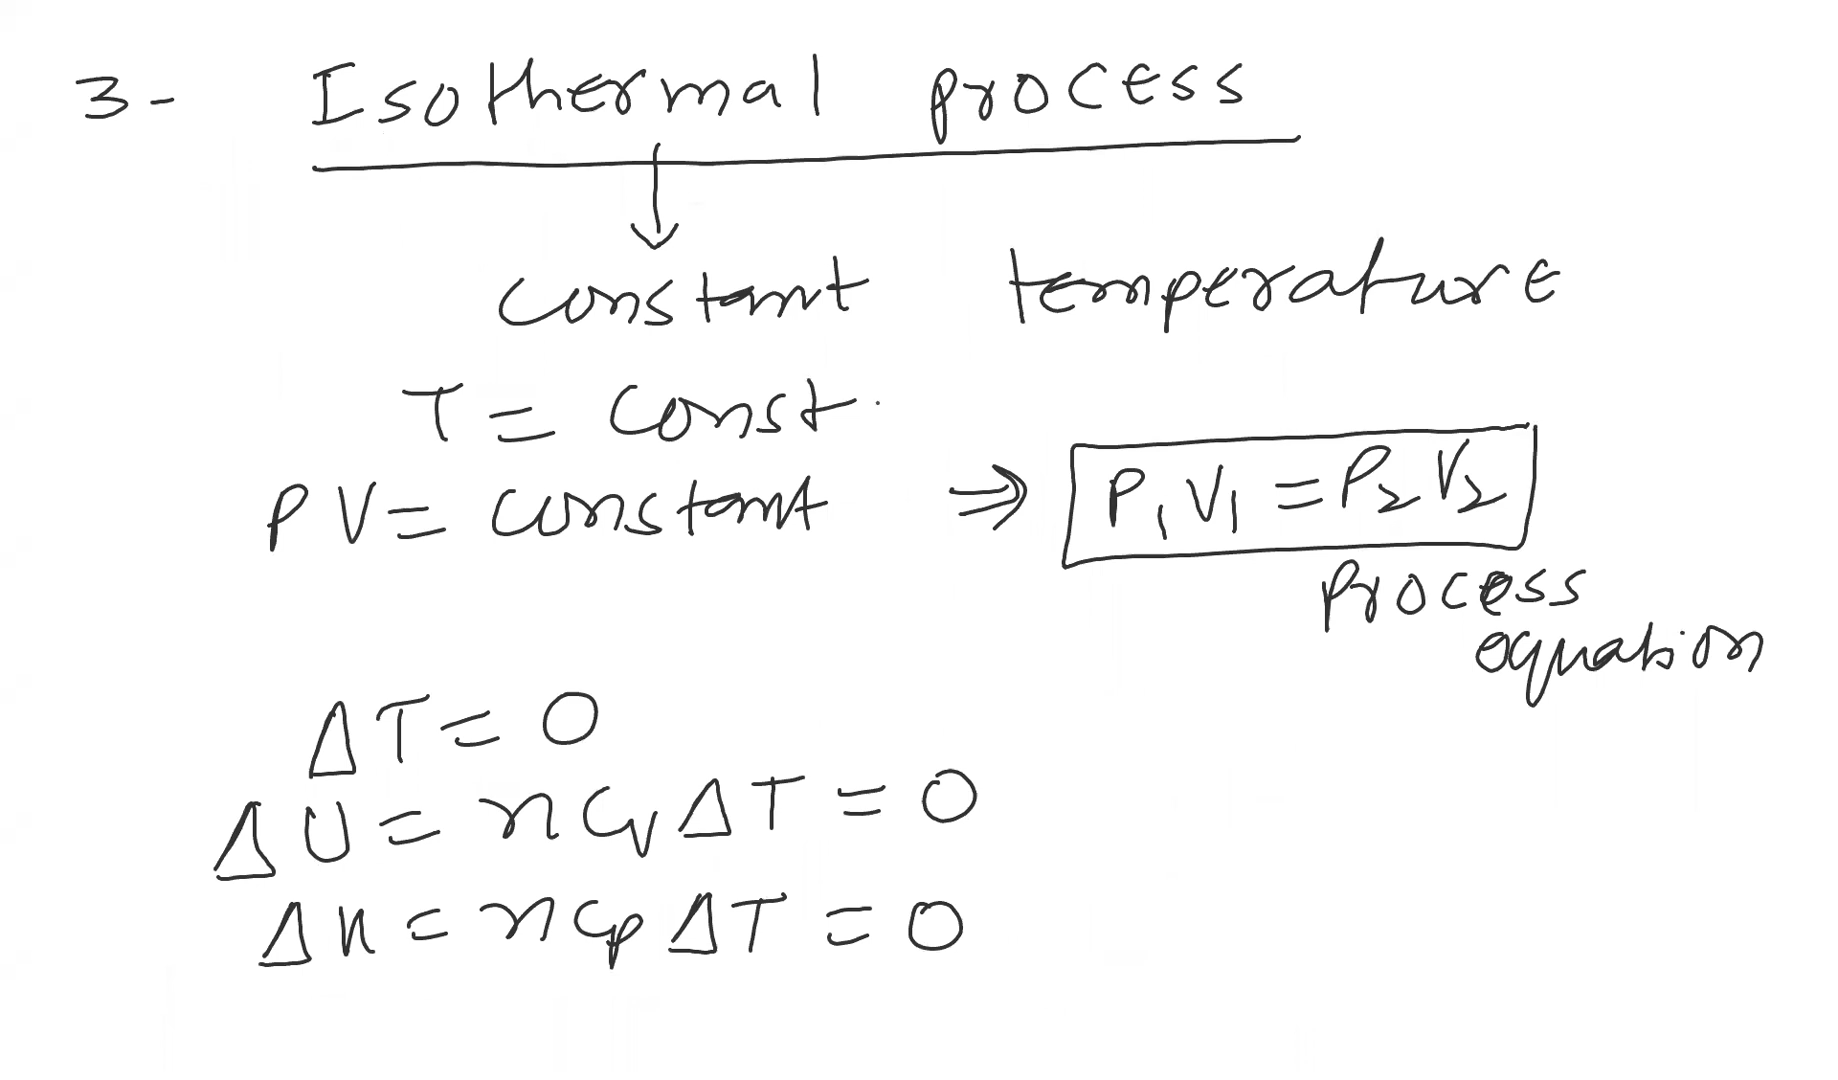 3- Isothermal process
constant temperature
T = const.
PV = constant ⇒ P₁V₁ = P₂V₂
Process
equation
ΔT = 0
ΔU = nCᵥΔT = 0
ΔH = nCpΔT = 0